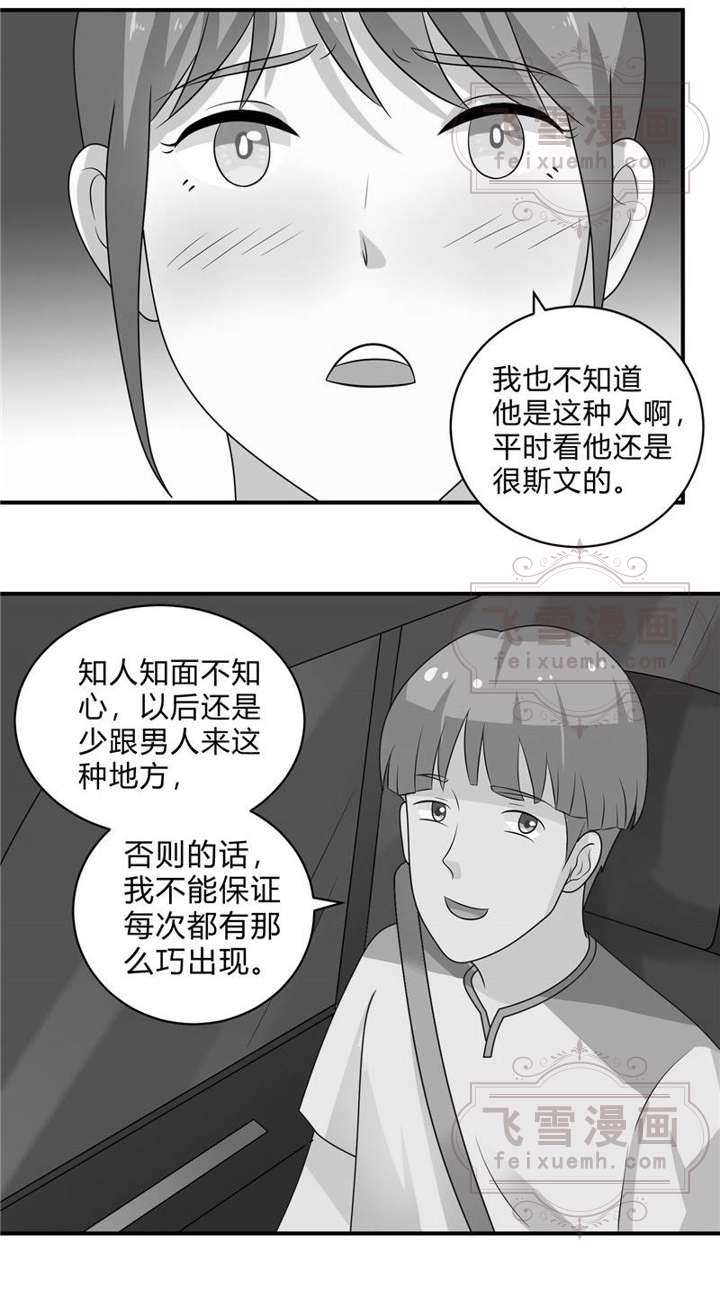 飞雪漫画
feixuemh.com
我也不知道
他是这种人啊，
平时看他还是
很斯文的。
飞雪漫画
feixuemh.com
知人知面不知
心，以后还是
少跟男人来这
种地方，
否则的话，
我不能保证
每次都有那
么巧出现。
飞雪漫画
feixuemh.com